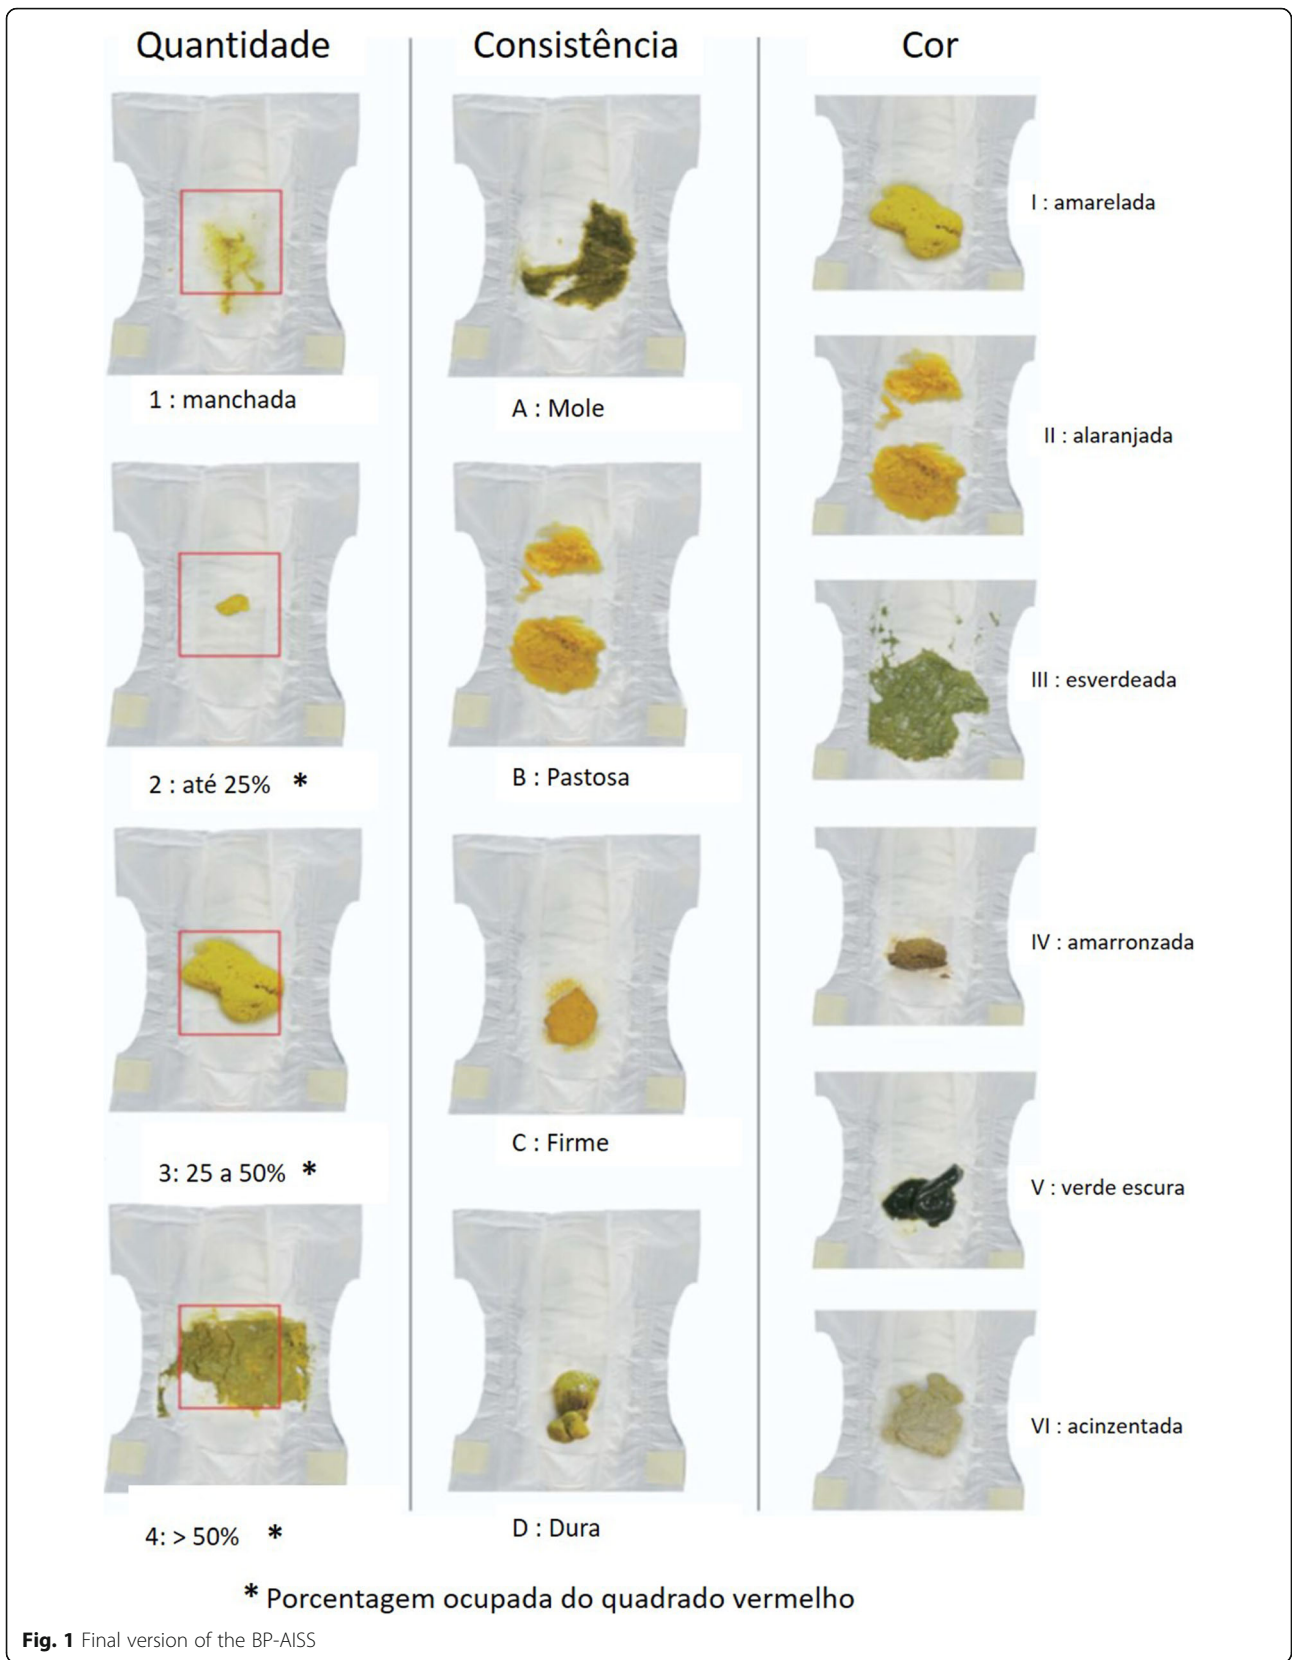 Quantidade
1 : manchada
2 : até 25% *
3: 25 a 50% *
4: > 50% *
Consistência
A : Mole
B : Pastosa
C : Firme
D : Dura
Cor
I : amarelada
II : alaranjada
III : esverdeada
IV : amarronzada
V : verde escura
VI : acinzentada
* Porcentagem ocupada do quadrado vermelho
Fig. 1 Final version of the BP-AISS